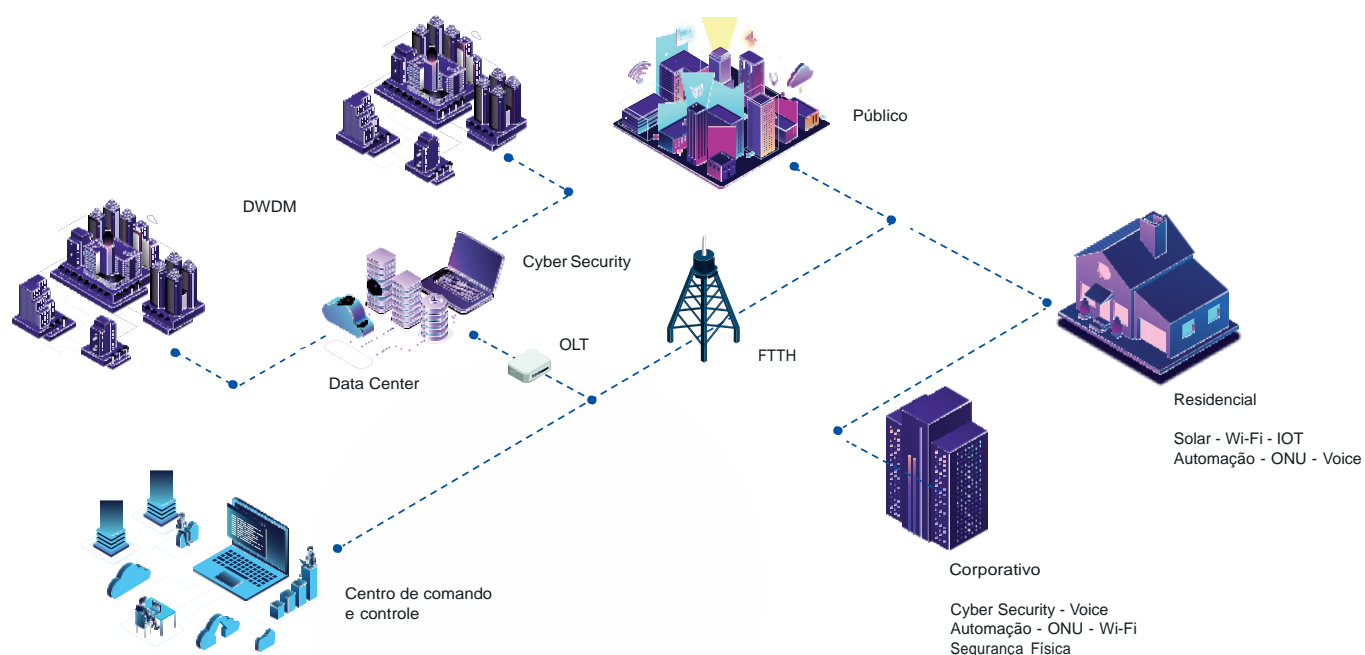 Público
DWDM
Cyber Security
OLT
FTTH
Data Center
Residencial
Solar - Wi-Fi - IOT
Automação - ONU - Voice
Corporativo
Cyber Security - Voice
Automação - ONU - Wi-Fi
Segurança Física
Centro de comando
e controle